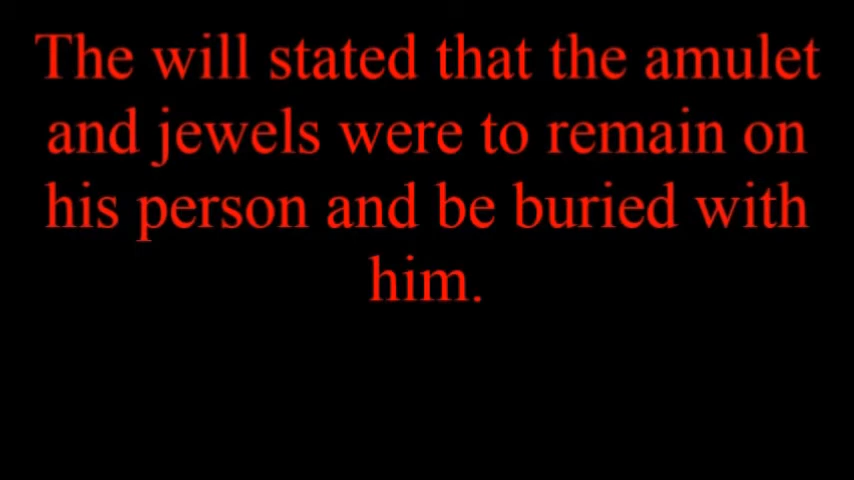 The will stated that the amulet
and jewels were to remain on
his person and be buried with
him.